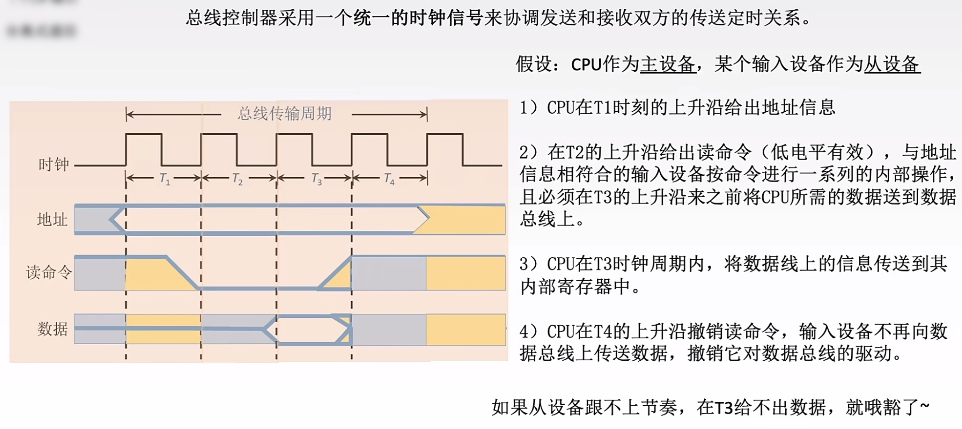 总线控制器采用一个统一的时钟信号来协调发送和接收双方的传送定时关系。
假设：CPU作为主设备，某个输入设备作为从设备
总线传输周期
时钟
T1
T2
T3
T4
地址
读命令
数据
1）CPU在T1时刻的上升沿给出地址信息
2）在T2的上升沿给出读命令（低电平有效），与地址
信息相符合的输入设备按命令进行一系列的内部操作，
且必须在T3的上升沿来之前将CPU所需的数据送到数据
总线上。
3）CPU在T3时钟周期内，将数据线上的信息传送到其
内部寄存器中。
4）CPU在T4的上升沿撤销读命令，输入设备不再向数
据总线上传送数据，撤销它对数据总线的驱动。
如果从设备跟不上节奏，在T3给不出数据，就哦豁了~